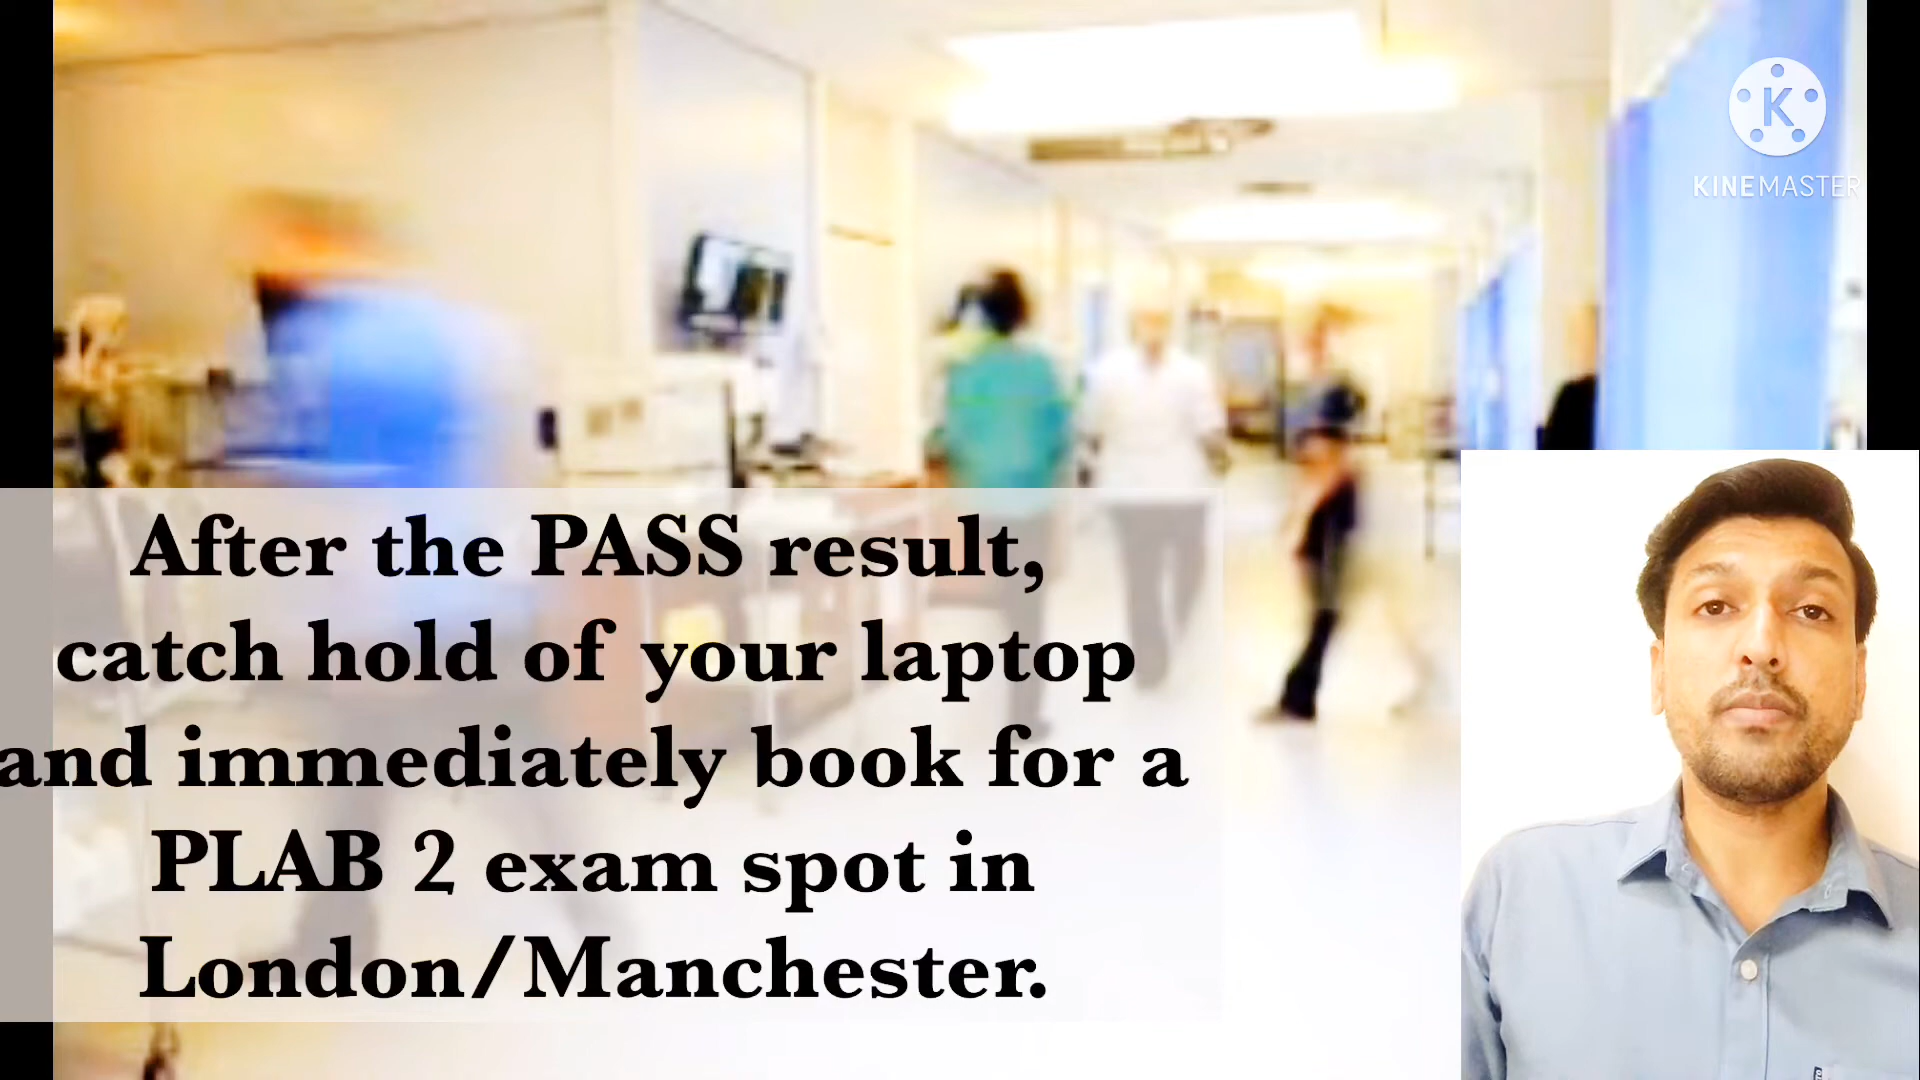 K
KINEMASTER
After the PASS result,
catch hold of your laptop
and immediately book for a
PLAB 2 exam spot in
London/Manchester.